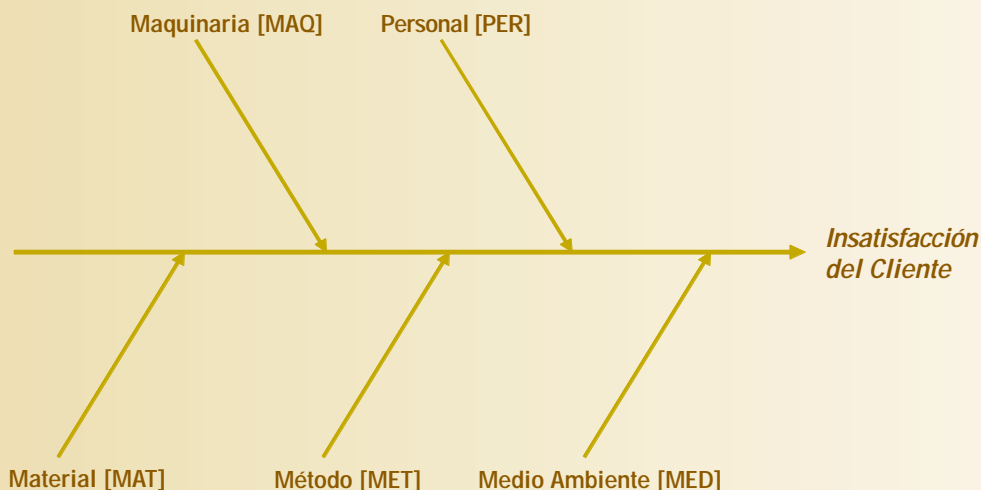 Maquinaria [MAQ]
Personal [PER]
Insatisfacción
del Cliente
Material [MAT]
Método [MET]
Medio Ambiente [MED]